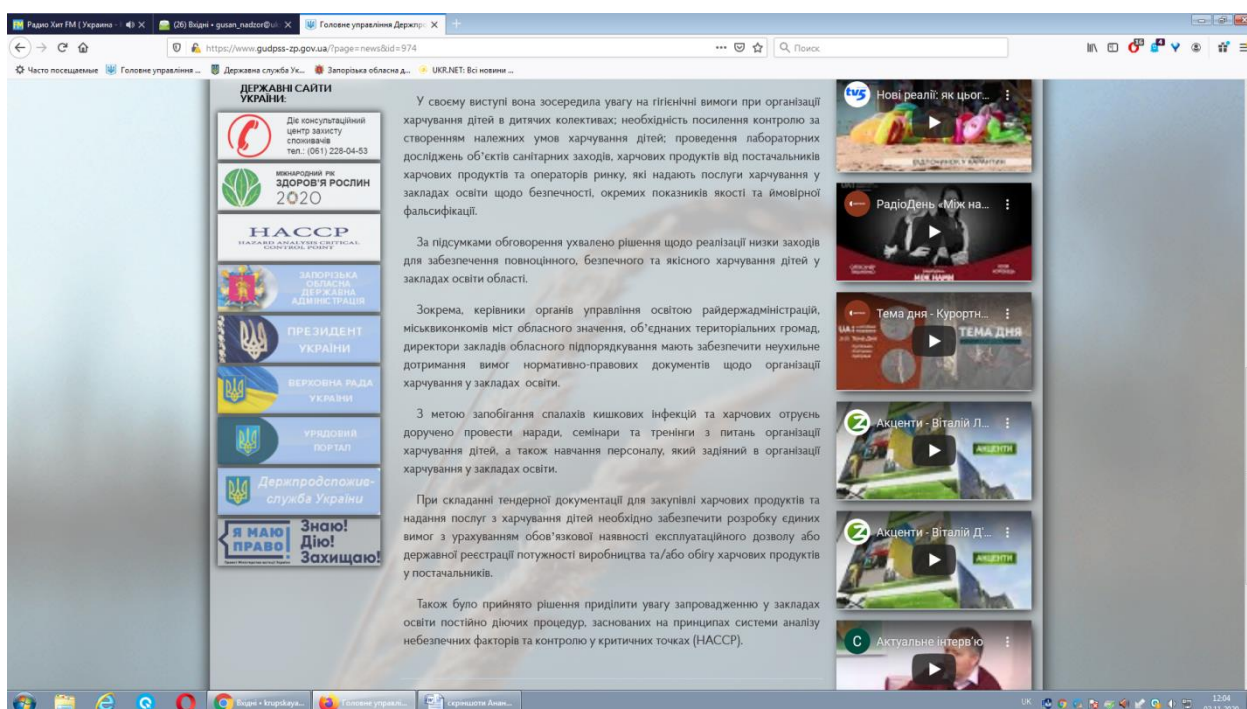 Радио Хит FM ( Украина -
(26) Вхідні • gusan_nadzor@uk
Головне управління Держпро
https://www.gudpss-zp.gov.ua/?page=news&id=974
Поиск
Часто посещаемые
Головне управління ...
Державна служба Ук...
Запорізька обласна д...
UKR.NET: Всі новини ...
ДЕРЖАВНІ САЙТИ
УКРАЇНИ:
Діє консультаційний
центр захисту
споживачів
тел.: (061) 228-04-53
МІЖНАРОДНИЙ РІК
ЗДОРОВ'Я РОСЛИН
2020
HACCP
HAZARD ANALYSIS CRITICAL
CONTROL POINT
ЗАПОРІЗЬКА
ОБЛАСНА
ДЕРЖАВНА
АДМІНІСТРАЦІЯ
ПРЕЗИДЕНТ
УКРАЇНИ
ВЕРХОВНА РАДА
УКРАЇНИ
УРЯДОВИЙ
ПОРТАЛ
Держпродспожив-
служба України
Я МАЮ
ПРАВО!
Знаю!
Дію!
Захищаю!
У своєму виступі вона зосередила увагу на гігієнічні вимоги при організації
харчування дітей в дитячих колективах; необхідність посилення контролю за
створенням належних умов харчування дітей; проведення лабораторних
досліджень об'єктів санітарних заходів, харчових продуктів від постачальників
харчових продуктів та операторів ринку, які надають послуги харчування у
закладах освіти щодо безпечності, окремих показників якості та ймовірної
фальсифікації.
За підсумками обговорення ухвалено рішення щодо реалізації низки заходів
для забезпечення повноцінного, безпечного та якісного харчування дітей у
закладах освіти області.
Зокрема, керівники органів управління освітою райдержадміністрацій,
міськвиконкомів міст обласного значення, об'єднаних територіальних громад,
директори закладів обласного підпорядкування мають забезпечити неухильне
дотримання вимог нормативно-правових документів щодо організації
харчування у закладах освіти.
З метою запобігання спалахів кишкових інфекцій та харчових отруєнь
доручено провести наради, семінари та тренінги з питань організації
харчування дітей, а також навчання персоналу, який задіяний в організації
харчування у закладах освіти.
При складанні тендерної документації для закупівлі харчових продуктів та
надання послуг з харчування дітей необхідно забезпечити розробку єдиних
вимог з урахуванням обов'язкової наявності експлуатаційного дозволу або
державної реєстрації потужності виробництва та/або обігу харчових продуктів
у постачальників.
Також було прийнято рішення приділити увагу запровадженню у закладах
освіти постійно діючих процедур, заснованих на принципах системи аналізу
небезпечних факторів та контролю у критичних точках (HACCP).
tv5
Нові реалії: як цьог...
РадіоДень «Між на...
МІЖ НАМИ
Тема дня - Курортн...
ТЕМА ДНЯ
Акценти - Віталій Л...
АКЦЕНТИ
Акценти - Віталій Д'...
АКЦЕНТИ
С
Актуальне інтерв'ю
Вхідні • krupskaya...
Головне управлі...
скріншоти Анан...
UK
12:04
02.11.2020